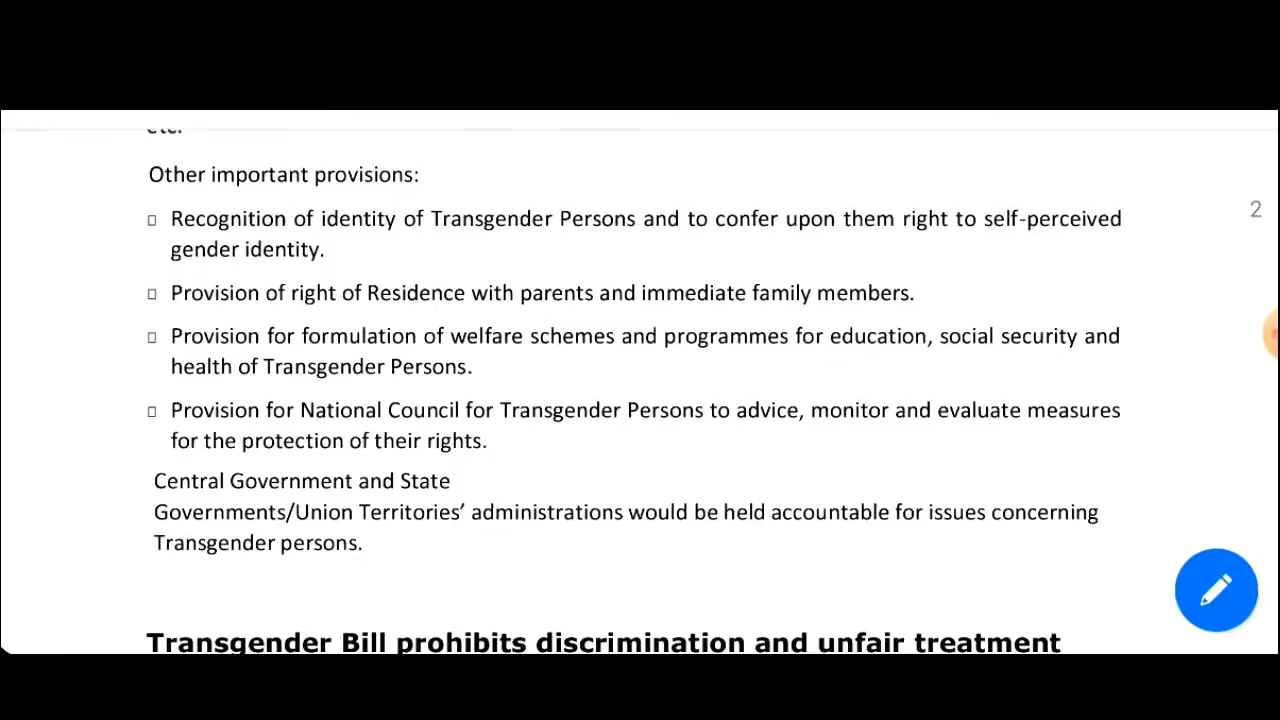 etc.
Other important provisions:
2
▯ Recognition of identity of Transgender Persons and to confer upon them right to self-perceived
gender identity.
▯ Provision of right of Residence with parents and immediate family members.
▯ Provision for formulation of welfare schemes and programmes for education, social security and
health of Transgender Persons.
▯ Provision for National Council for Transgender Persons to advice, monitor and evaluate measures
for the protection of their rights.
Central Government and State
Governments/Union Territories’ administrations would be held accountable for issues concerning
Transgender persons.
Transgender Bill prohibits discrimination and unfair treatment